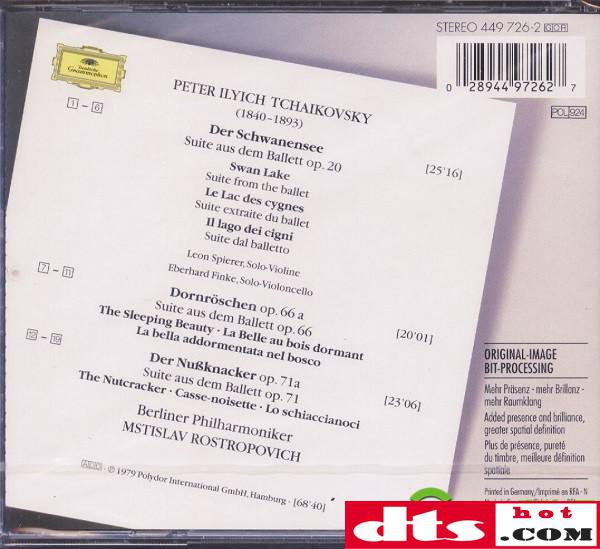 STEREO 449 726-2 GOR
Deutsche
Grammophon
0 28944 97262 7
PCL 924
PETER ILYICH TCHAIKOVSKY
(1840–1893)
1 – 6
Der Schwanensee
Suite aus dem Ballett op. 20 [25'16]
Swan Lake
Suite from the ballet
Le Lac des cygnes
Suite extraite du ballet
Il lago dei cigni
Suite dal balletto
Leon Spierer, Solo-Violine
Eberhard Finke, Solo-Violoncello
7 – 11
Dornröschen op. 66 a
Suite aus dem Ballett op. 66 [20'01]
The Sleeping Beauty · La Belle au bois dormant
La bella addormentata nel bosco
12 – 19
Der Nußknacker op. 71a
Suite aus dem Ballett op. 71 [23'06]
The Nutcracker · Casse-noisette · Lo schiaccianoci
Berliner Philharmoniker
MSTISLAV ROSTROPOVICH
ADD ℗ 1979 Polydor International GmbH, Hamburg · [68'40]
ORIGINAL-IMAGE
BIT-PROCESSING
Mehr Präsenz - mehr Brillanz -
mehr Raumklang
Added presence and brilliance,
greater spatial definition
Plus de présence, pureté
du timbre, meilleure définition
spatiale
Printed in Germany/Imprimé en RFA · N
dts hot
.COM